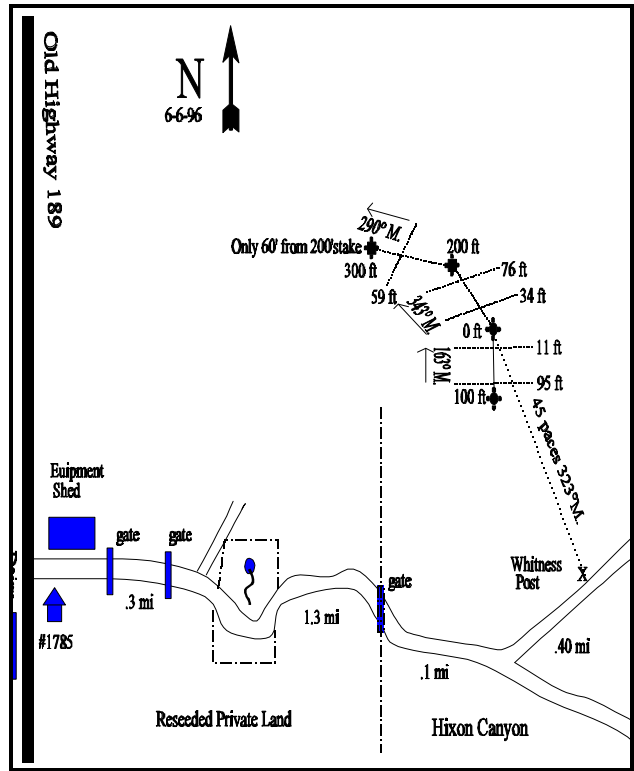 Old Highway 189
N
6-6-96
290° M.
Only 60' from 200'stake
200 ft
300 ft
76 ft
59 ft
343° M.
34 ft
0 ft
11 ft
163° M.
95 ft
100 ft
45 paces 323°M.
Euipment
Shed
gate
gate
Whitness
Post
X
gate
.3 mi
1.3 mi
#1785
.40 mi
.1 mi
Reseeded Private Land
Hixon Canyon